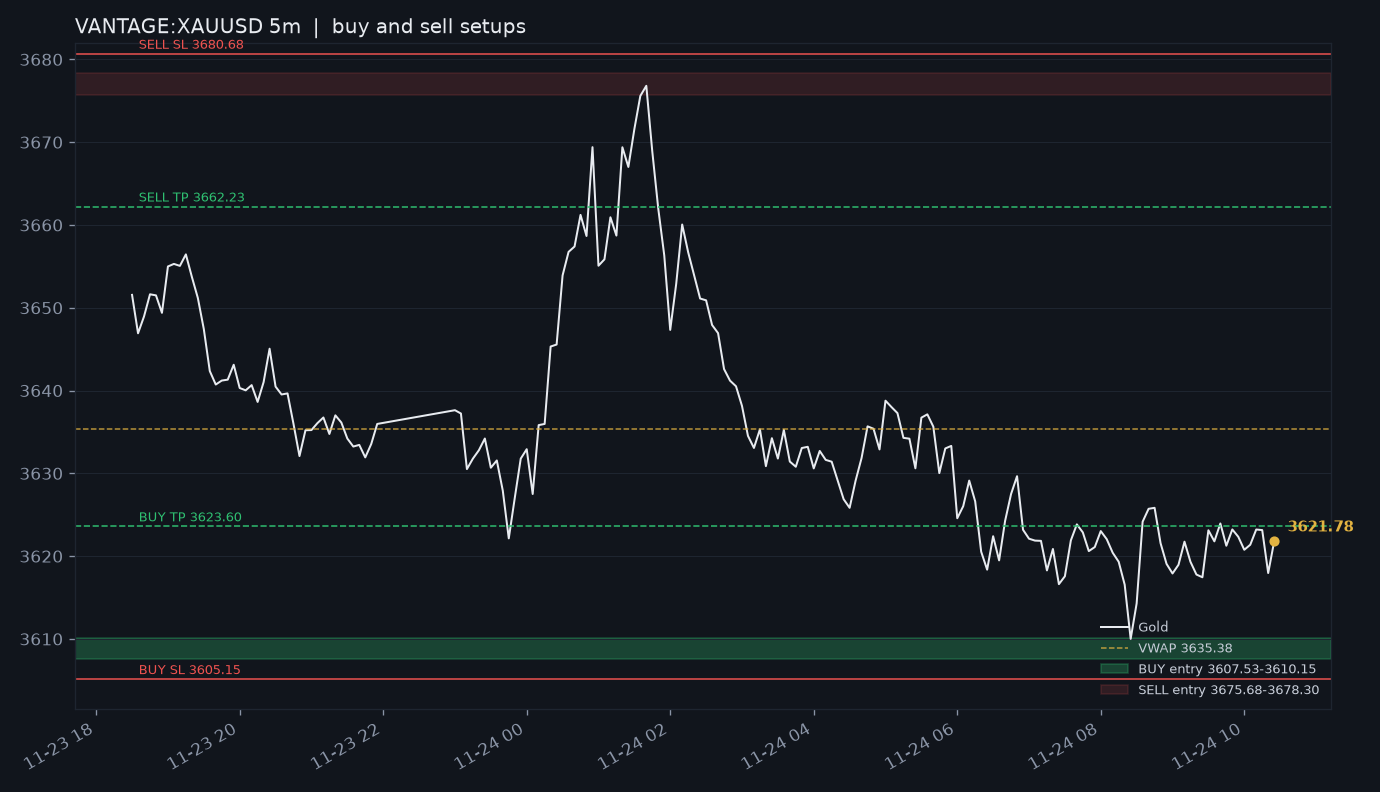 VANTAGE:XAUUSD 5m | buy and sell setups
SELL SL 3680.68
3680
3670
SELL TP 3662.23
3660
3650
3640
3630
BUY TP 3623.60
3621.78
3620
3610
Gold
VWAP 3635.38
BUY SL 3605.15
BUY entry 3607.53-3610.15
SELL entry 3675.68-3678.30
11-23 18
11-23 20
11-23 22
11-24 00
11-24 02
11-24 04
11-24 06
11-24 08
11-24 10